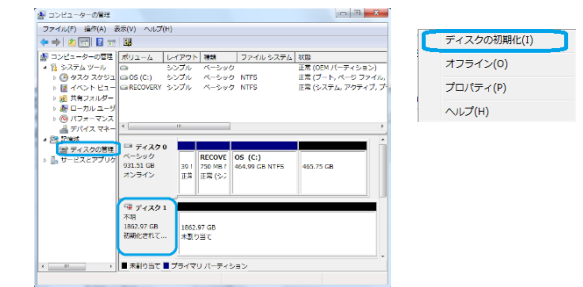 コンピューターの管理
ファイル(F) 操作(A) 表示(V) ヘルプ(H)
コンピューターの管理
システム ツール
タスク スケジュ
イベント ビュー
共有フォルダー
ローカル ユーザ
パフォーマンス
デバイス マネー
記憶域
ディスクの管理
サービスとアプリケ
ボリューム レイアウト 種類 ファイル システム 状態
シンプル ベーシック 正常 (OEM パーティション)
OS (C:) シンプル ベーシック NTFS 正常 (ブート, ページ ファイル,
RECOVERY シンプル ベーシック NTFS 正常 (システム, アクティブ, プ
ディスク 0
ベーシック
931.51 GB
オンライン
39
正常
RECOVE
750 MB
正常 (シ
OS (C:)
464.99 GB NTFS
465.75 GB
ディスク 1
不明
1862.97 GB
初期化されて...
1862.97 GB
未割り当て
未割り当て プライマリ パーティション
ディスクの初期化(I)
オフライン(O)
プロパティ(P)
ヘルプ(H)